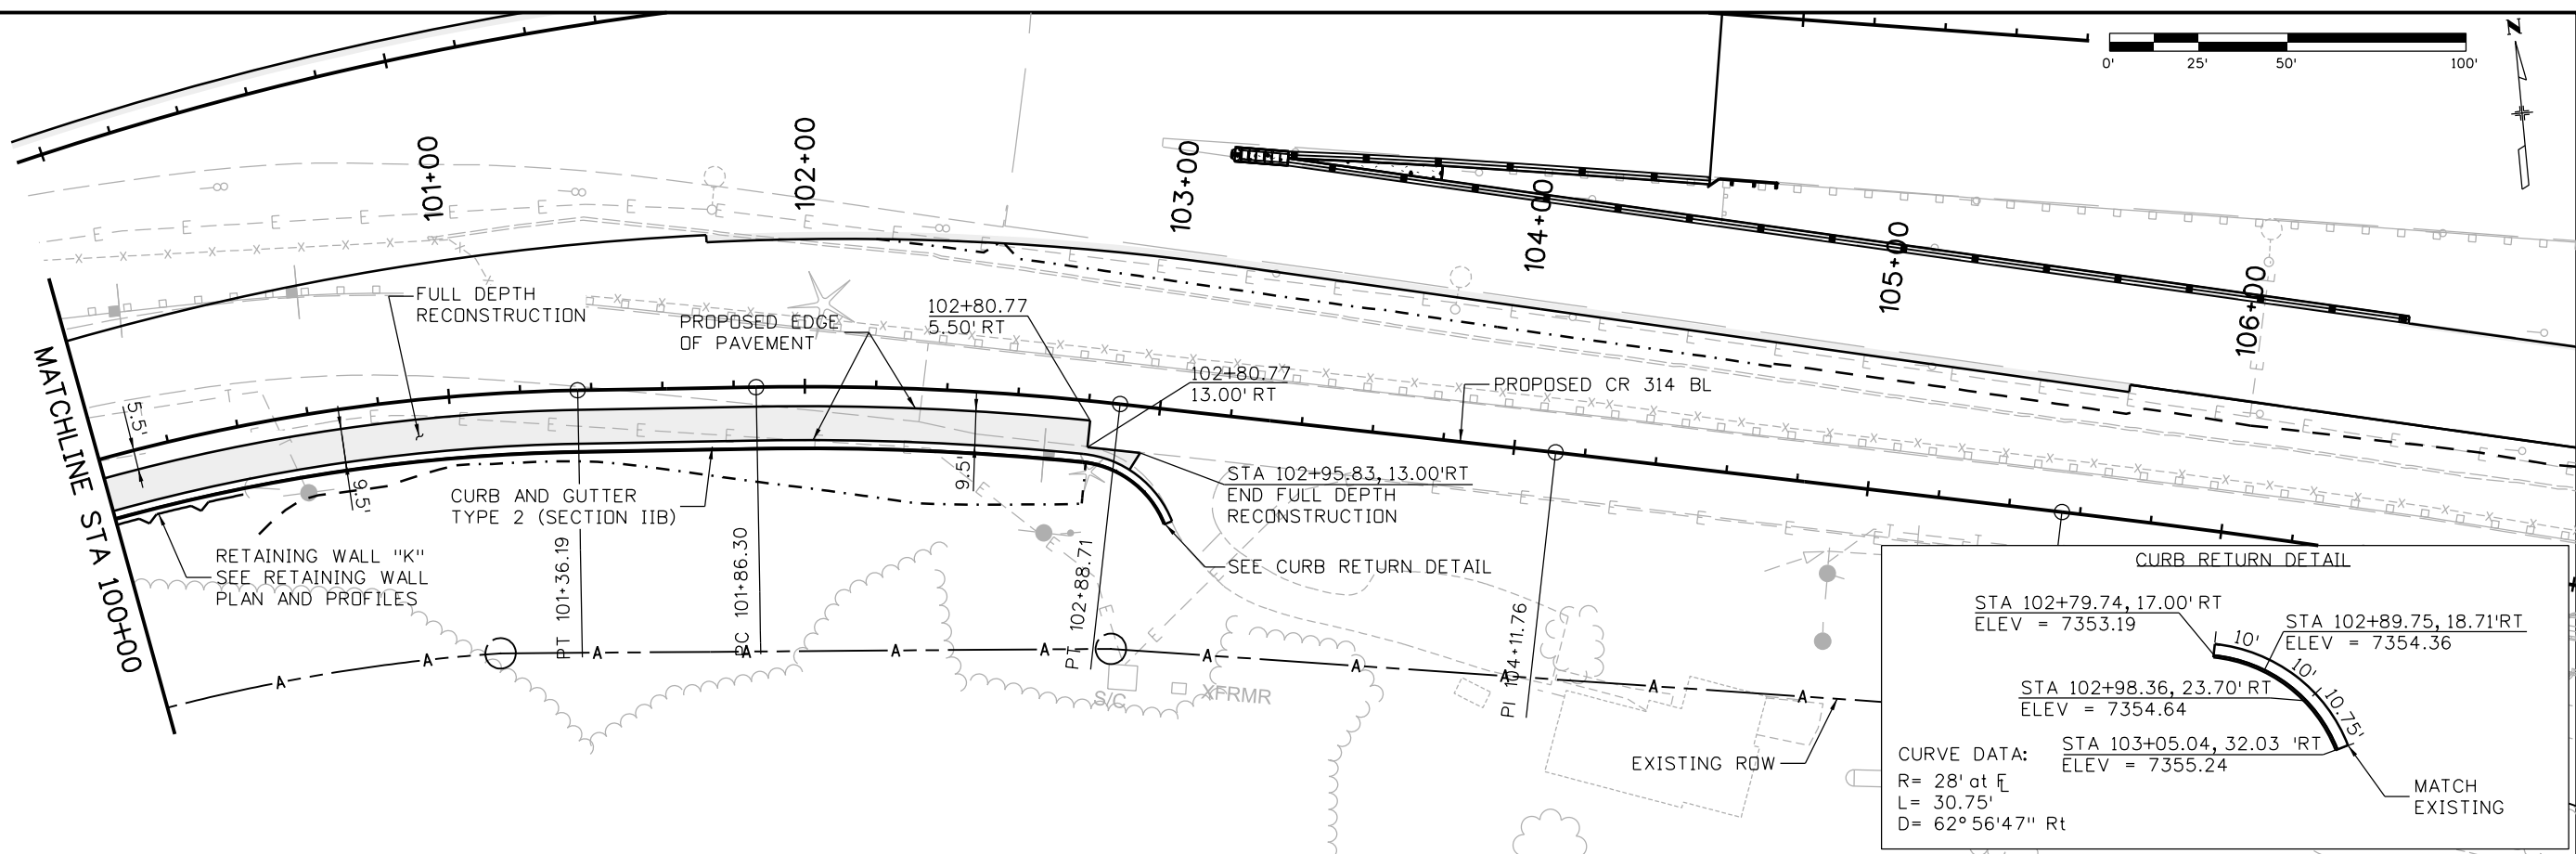 N
0' 25' 50' 100'
101+00
102+00
103+00
104+00
105+00
106+00
MATCHLINE STA 100+00
5.5'
9.5'
9.5'
FULL DEPTH
RECONSTRUCTION
PROPOSED EDGE
OF PAVEMENT
102+80.77
5.50' RT
102+80.77
13.00' RT
PROPOSED CR 314 BL
STA 102+95.83, 13.00'RT
END FULL DEPTH
RECONSTRUCTION
SEE CURB RETURN DETAIL
CURB AND GUTTER
TYPE 2 (SECTION IIB)
RETAINING WALL "K"
SEE RETAINING WALL
PLAN AND PROFILES
PT 101+36.19
PC 101+86.30
PT 102+88.71
PI 104+11.76
A A A A A A A A A A
E E E E E E
X X X X X X
T T T
S/C
XFRMR
EXISTING ROW
CURB RETURN DETAIL
STA 102+79.74, 17.00' RT
ELEV = 7353.19
STA 102+89.75, 18.71'RT
ELEV = 7354.36
10'
10'
10.75'
STA 102+98.36, 23.70' RT
ELEV = 7354.64
STA 103+05.04, 32.03 'RT
ELEV = 7355.24
CURVE DATA:
R= 28' at FL
L= 30.75'
D= 62°56'47" Rt
MATCH
EXISTING